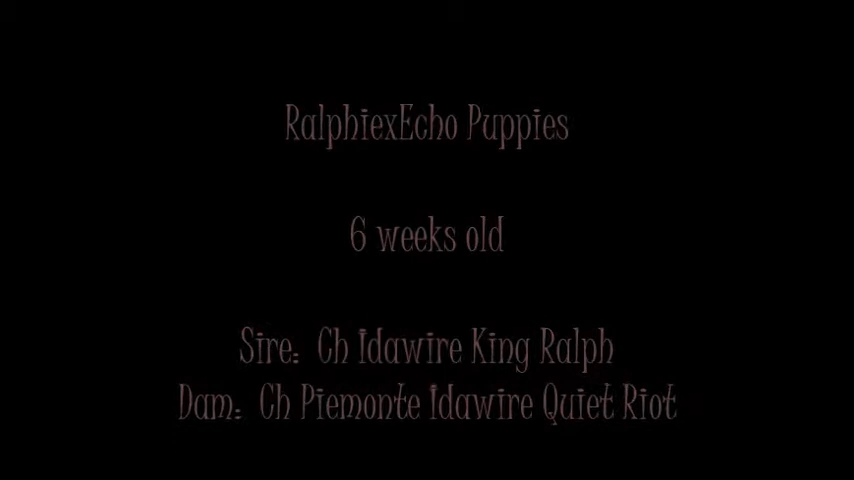 RalphiexEcho Puppies
6 weeks old
Sire: Ch Idawire King Ralph
Dam: Ch Piemonte Idawire Quiet Riot